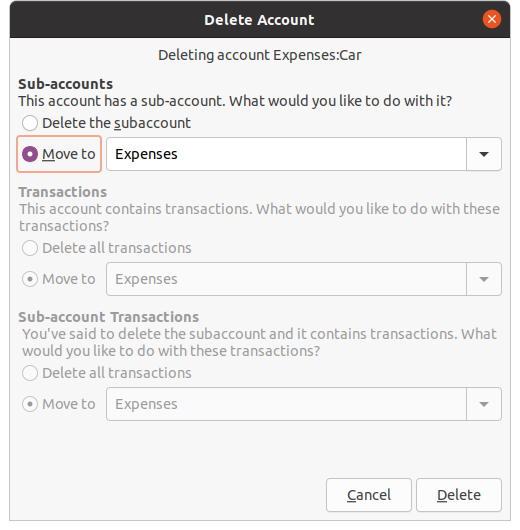 Delete Account
Deleting account Expenses:Car
Sub-accounts
This account has a sub-account. What would you like to do with it?
Delete the subaccount
Move to Expenses
Transactions
This account contains transactions. What would you like to do with these
transactions?
Delete all transactions
Move to Expenses
Sub-account Transactions
You've said to delete the subaccount and it contains transactions. What
would you like to do with these transactions?
Delete all transactions
Move to Expenses
Cancel Delete